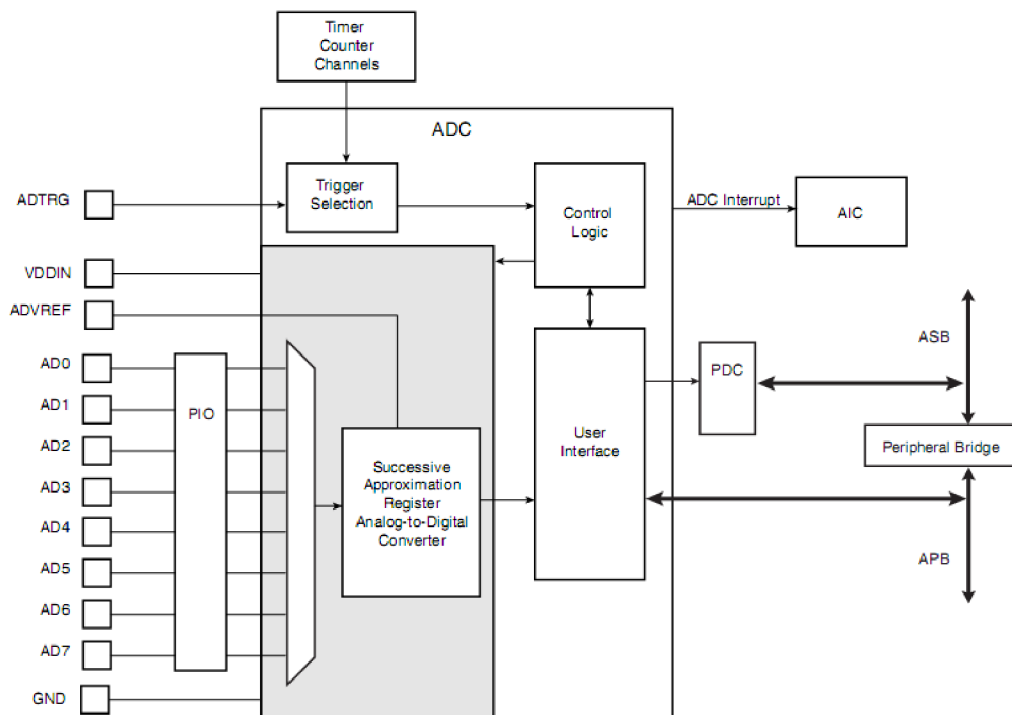 Timer
Counter
Channels
ADC
ADTRG
Trigger
Selection
Control
Logic
ADC Interrupt
AIC
VDDIN
ADVREF
ASB
AD0
AD1
AD2
AD3
AD4
AD5
AD6
AD7
PIO
PDC
User
Interface
Peripheral Bridge
Successive
Approximation
Register
Analog-to-Digital
Converter
APB
GND